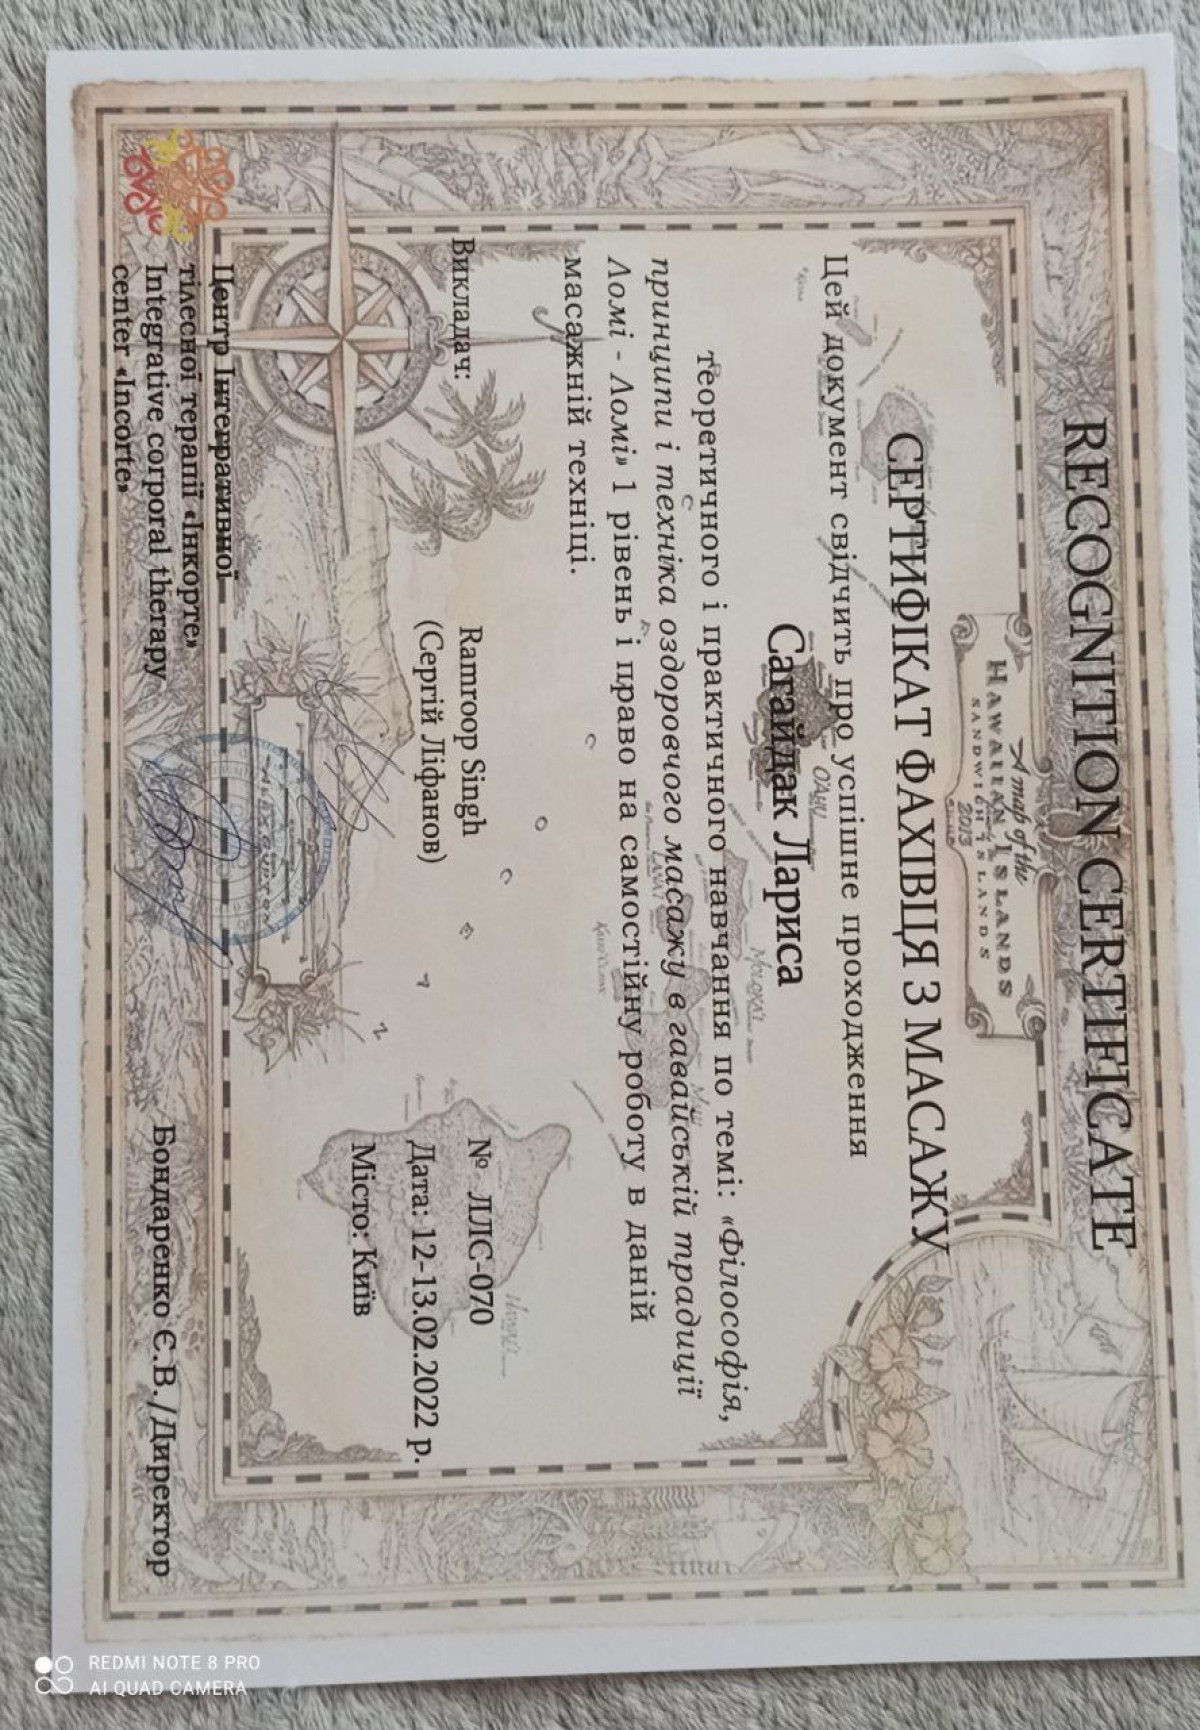 RECOGNITION CERTIFICATE
A map of the
HAWAIIAN ISLANDS
SANDWICH ISLANDS
2013
СЕРТИФІКАТ ФАХІВЦЯ З МАСАЖУ
Цей документ свідчить про успішне проходження
Сагайдак Лариса
O'AHU
теоретичного і практичного навчання по темі: «Філософія,
принципи і техніка оздоровчого масажу в гавайській традиції
Ломі - Ломі» 1 рівень і право на самостійну роботу в даній
масажній техніці.
Викладач:
Ramroop Singh
(Сергій Ліфанов)
№ ЛЛС-070
Дата: 12-13.02.2022 р.
Місто: Київ
Центр Інтегративної
тілесної терапії «Інкорте»
Integrative corporal therapy
center «Incorte»
Бондаренко Є.В./Директор
REDMI NOTE 8 PRO
AI QUAD CAMERA